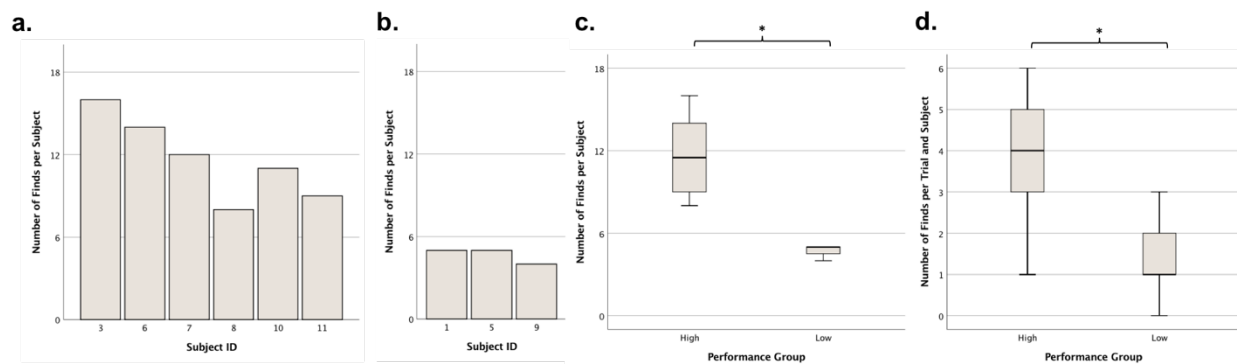 a.
Number of Finds per Subject
18
12
6
0
3 6 7 8 10 11
Subject ID
b.
Number of Finds per Subject
18
12
6
0
1 5 9
Subject ID
c.
*
Number of Finds per Subject
18
12
6
0
High Low
Performance Group
d.
*
Number of Finds per Trial and Subject
6
5
4
3
2
1
0
High Low
Performance Group